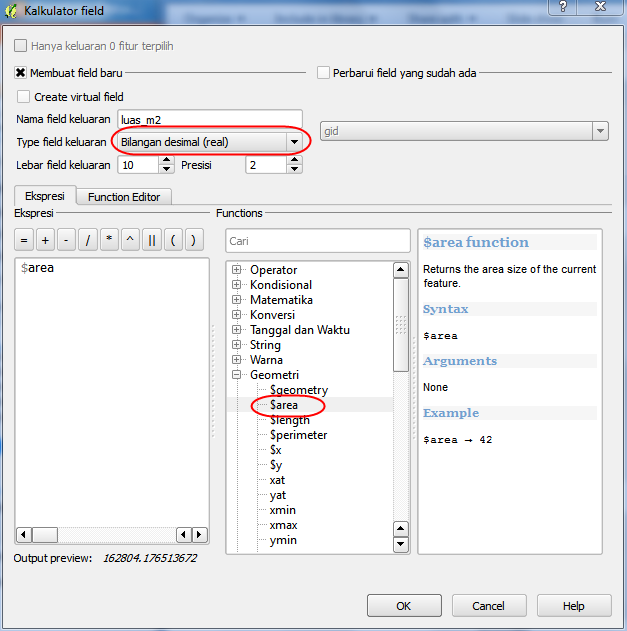 Kalkulator field
Hanya keluaran 0 fitur terpilih
Membuat field baru
Perbarui field yang sudah ada
Create virtual field
Nama field keluaran
luas_m2
Type field keluaran
Bilangan desimal (real)
gid
Lebar field keluaran
10
Presisi
2
Ekspresi
Function Editor
Ekspresi
Functions
= + - / * ^ || ( )
$area
Cari
Operator
Kondisional
Matematika
Konversi
Tanggal dan Waktu
String
Warna
Geometri
$geometry
$area
$length
$perimeter
$x
$y
xat
yat
xmin
xmax
ymin
$area function
Returns the area size of the current
feature.
Syntax
$area
Arguments
None
Example
$area → 42
Output preview: 162804.176513672
OK
Cancel
Help